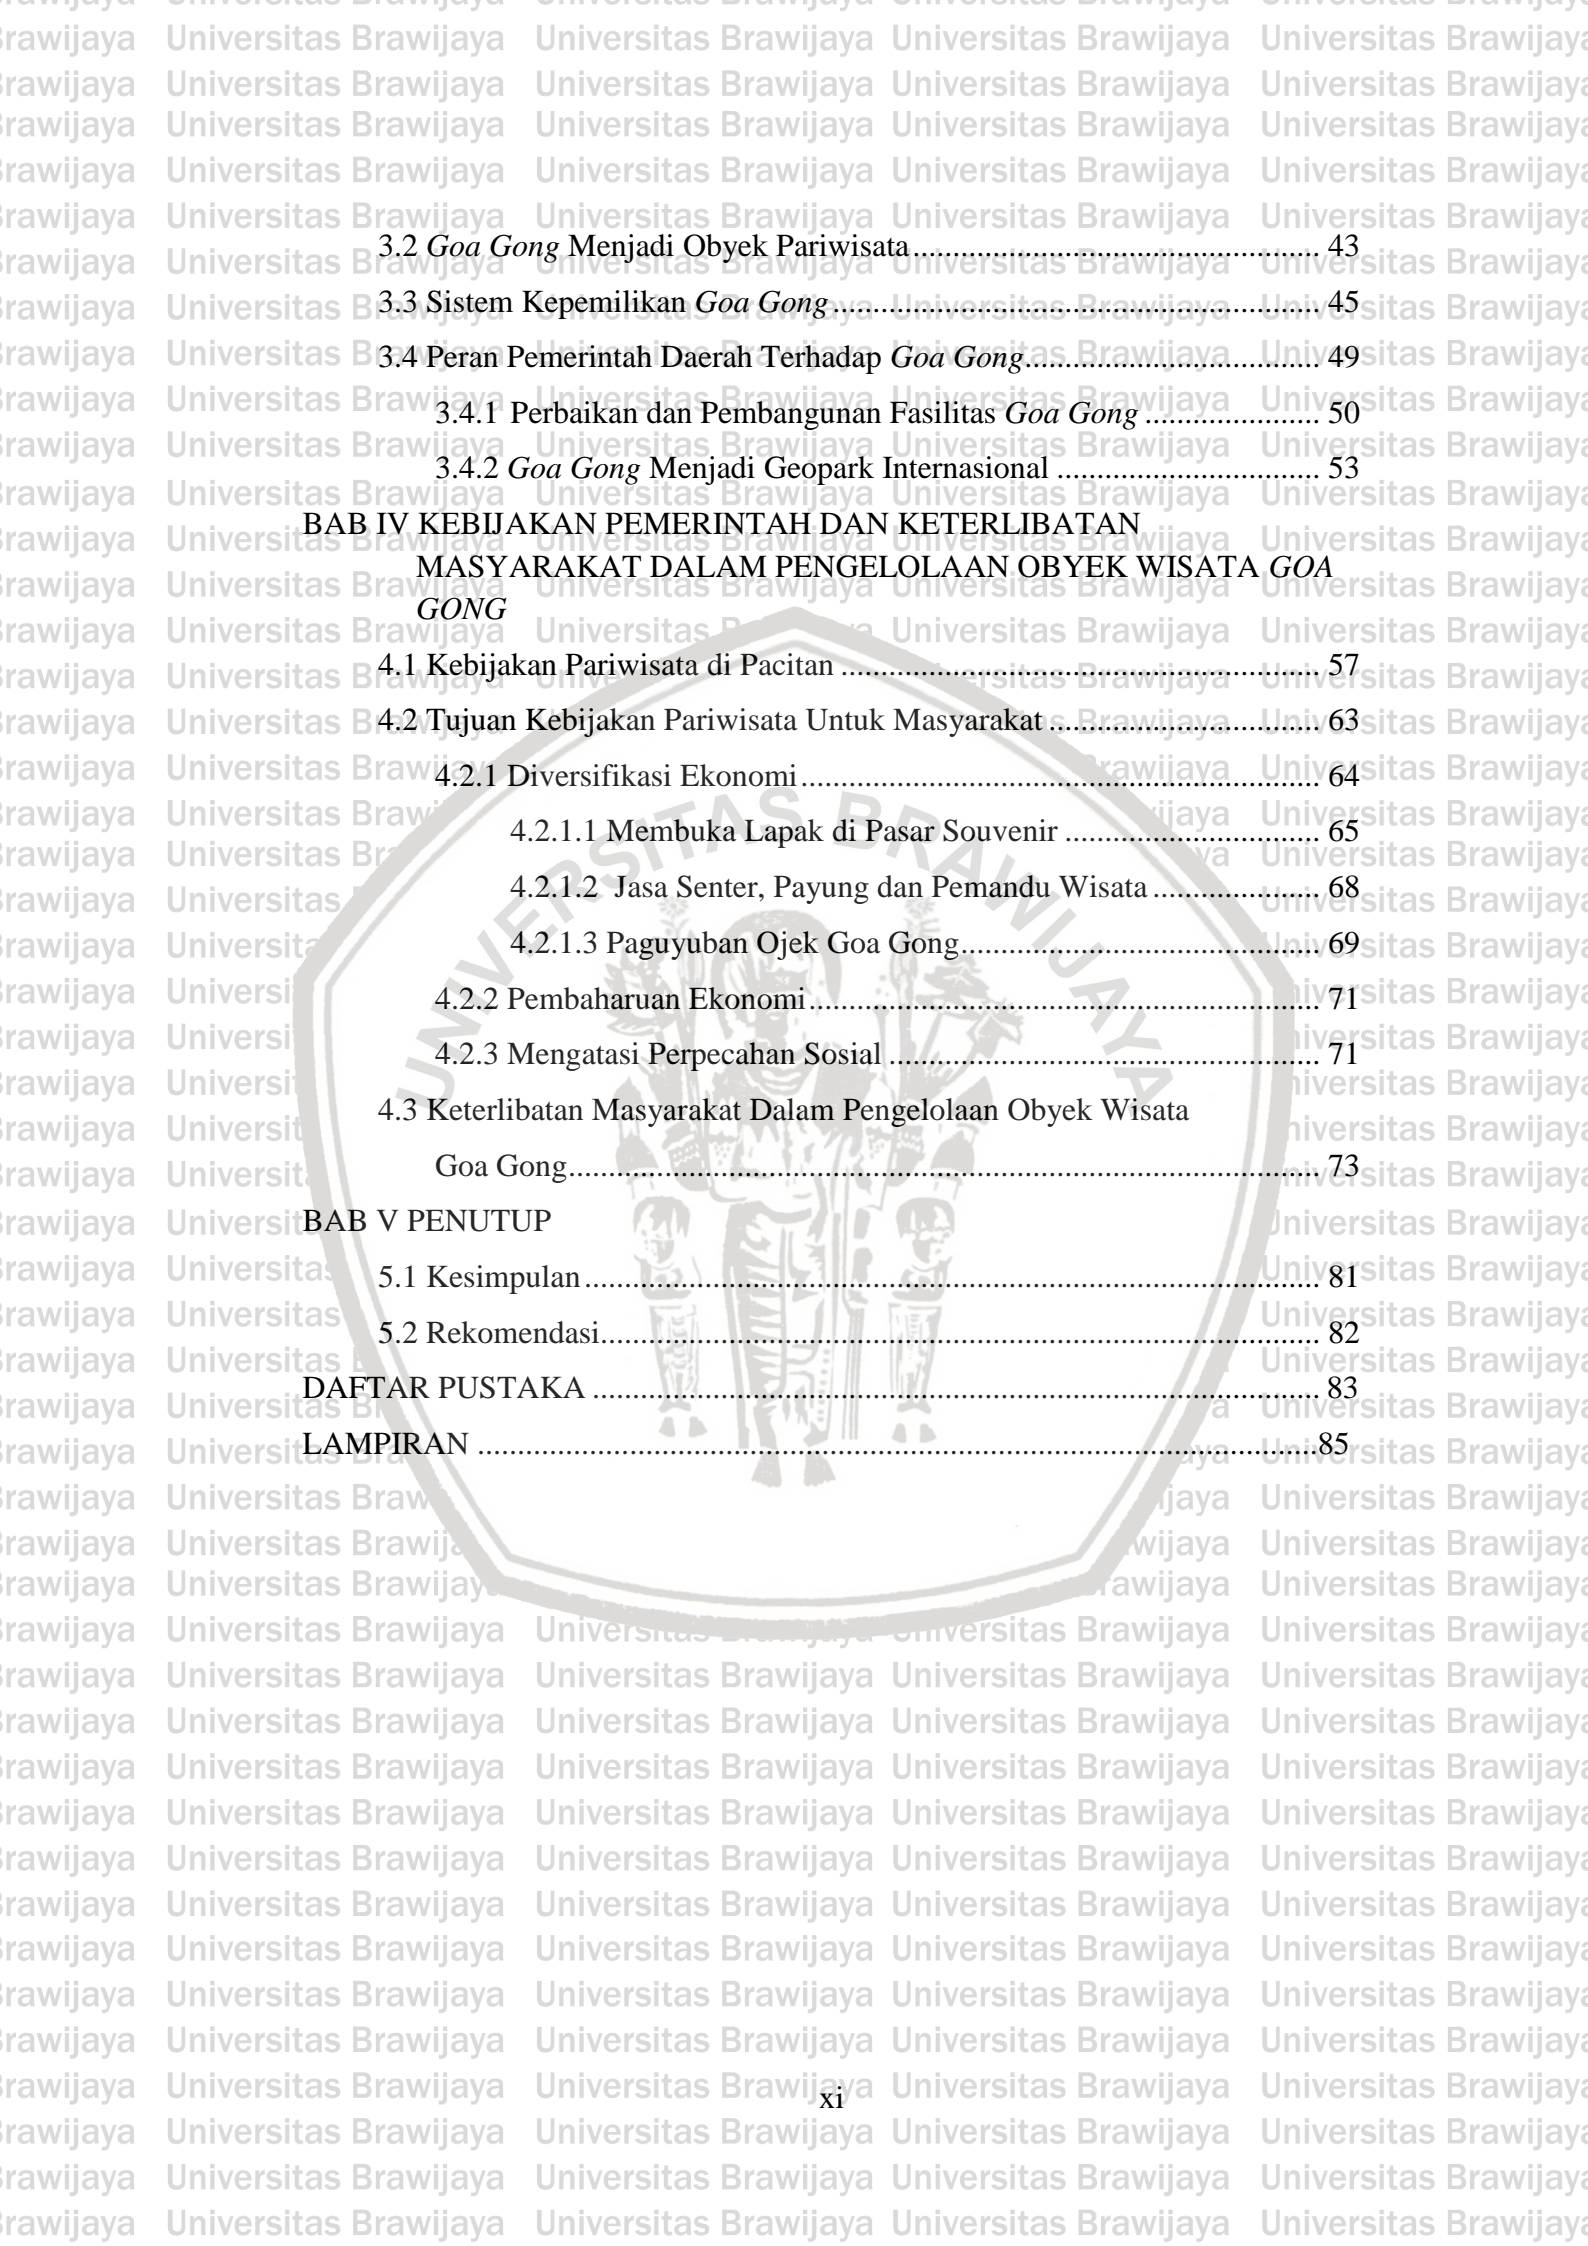 3.2 Goa Gong Menjadi Obyek Pariwisata................................................. 43
3.3 Sistem Kepemilikan Goa Gong........................................................... 45
3.4 Peran Pemerintah Daerah Terhadap Goa Gong................................... 49
3.4.1 Perbaikan dan Pembangunan Fasilitas Goa Gong ..................... 50
3.4.2 Goa Gong Menjadi Geopark Internasional ................................ 53
BAB IV KEBIJAKAN PEMERINTAH DAN KETERLIBATAN
MASYARAKAT DALAM PENGELOLAAN OBYEK WISATA GOA
GONG
4.1 Kebijakan Pariwisata di Pacitan .......................................................... 57
4.2 Tujuan Kebijakan Pariwisata Untuk Masyarakat ................................ 63
4.2.1 Diversifikasi Ekonomi............................................................... 64
4.2.1.1 Membuka Lapak di Pasar Souvenir ............................... 65
4.2.1.2 Jasa Senter, Payung dan Pemandu Wisata .................... 68
4.2.1.3 Paguyuban Ojek Goa Gong............................................ 69
4.2.2 Pembaharuan Ekonomi.............................................................. 71
4.2.3 Mengatasi Perpecahan Sosial .................................................... 71
4.3 Keterlibatan Masyarakat Dalam Pengelolaan Obyek Wisata
Goa Gong............................................................................................ 73
BAB V PENUTUP
5.1 Kesimpulan.......................................................................................... 81
5.2 Rekomendasi........................................................................................ 82
DAFTAR PUSTAKA ......................................................................................... 83
LAMPIRAN .......................................................................................................85
UNIVERSITAS BRAWIJAYA
xi